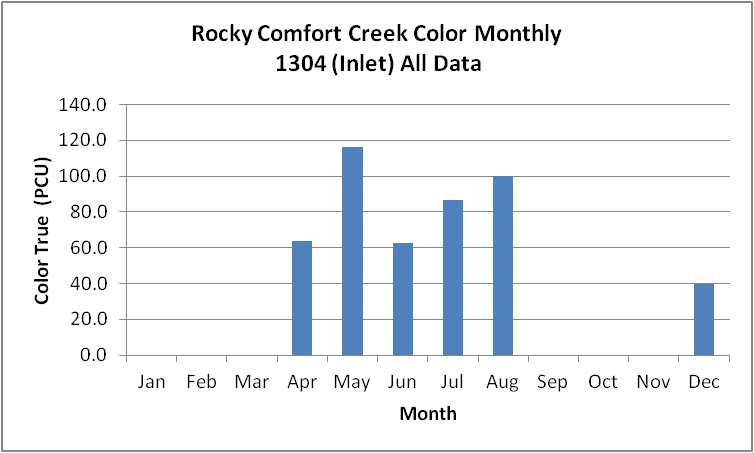 Rocky Comfort Creek Color Monthly
1304 (Inlet) All Data
Color True  (PCU)
140.0
120.0
100.0
80.0
60.0
40.0
20.0
0.0
Jan Feb Mar Apr May Jun Jul Aug Sep Oct Nov Dec
Month